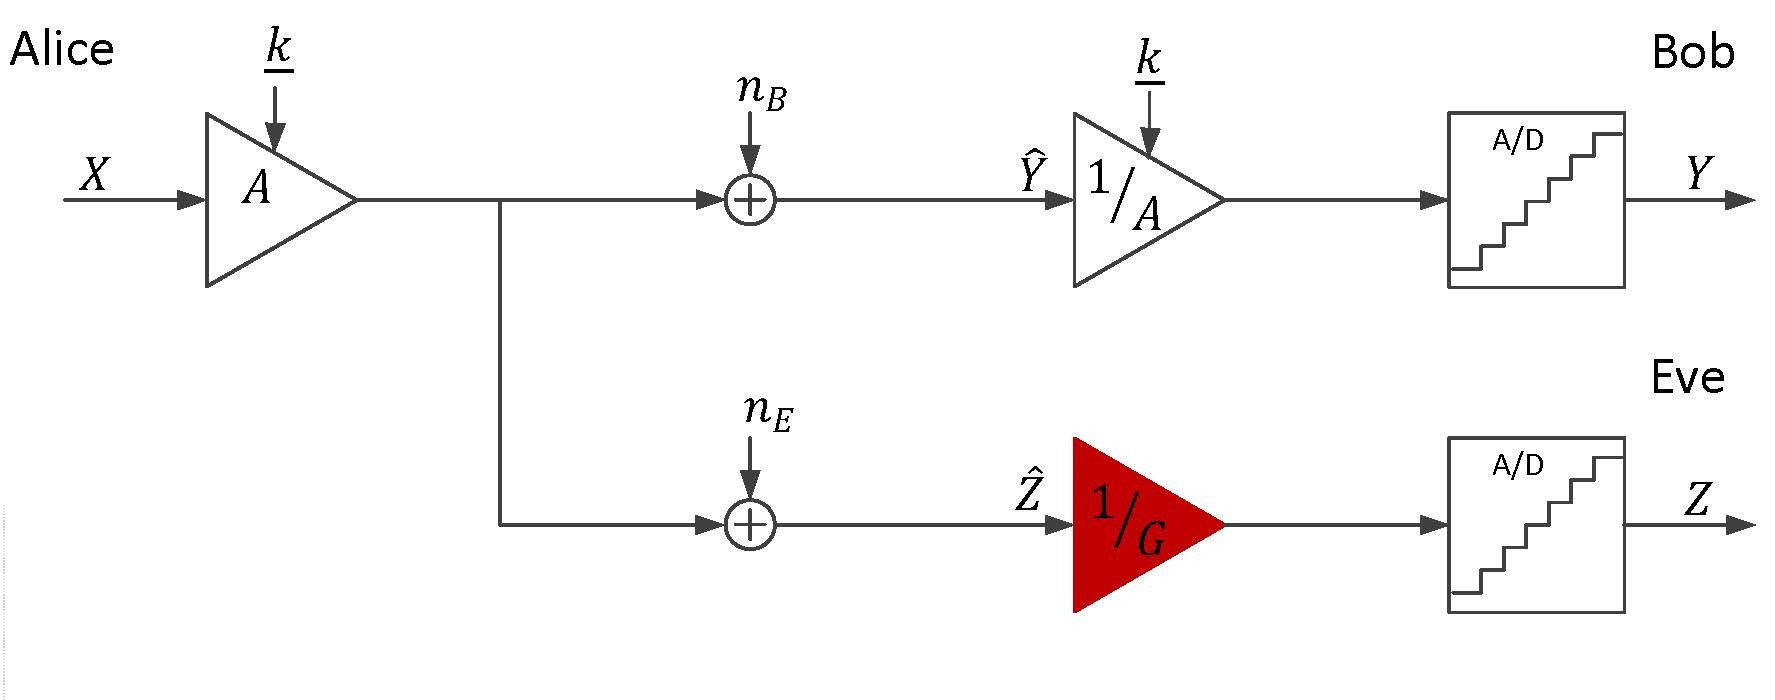 Alice
k
k
Bob
n_B
A/D
X
A
Ŷ
1/A
Y
Eve
n_E
A/D
Ẑ
1/G
Z